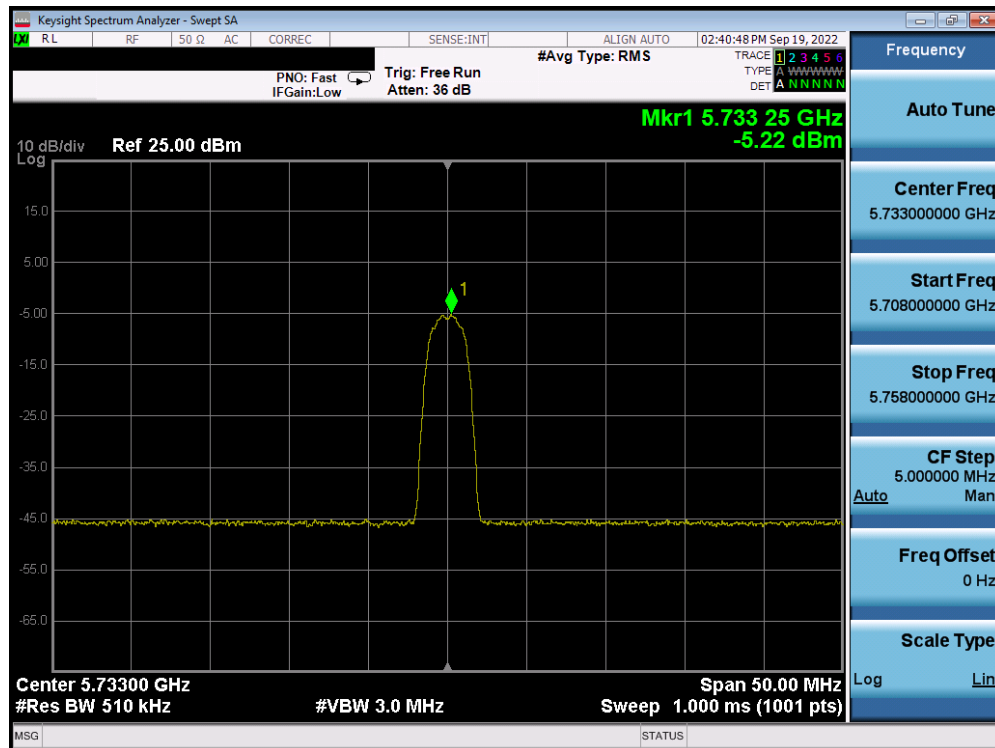 Keysight Spectrum Analyzer - Swept SA
LXI RL RF 50 Ω AC CORREC SENSE:INT ALIGN AUTO 02:40:48 PM Sep 19, 2022
PNO: Fast Trig: Free Run #Avg Type: RMS TRACE 1 2 3 4 5 6
IFGain:Low Atten: 36 dB TYPE A WWWWW
DET A N N N N N
Mkr1 5.733 25 GHz
-5.22 dBm
10 dB/div Ref 25.00 dBm
Log
15.0
5.00
-5.00
-15.0
-25.0
-35.0
-45.0
-55.0
-65.0
1
Center 5.73300 GHz Span 50.00 MHz
#Res BW 510 kHz #VBW 3.0 MHz Sweep 1.000 ms (1001 pts)
MSG STATUS
Frequency
Auto Tune
Center Freq
5.733000000 GHz
Start Freq
5.708000000 GHz
Stop Freq
5.758000000 GHz
CF Step
5.000000 MHz
Auto Man
Freq Offset
0 Hz
Scale Type
Log Lin